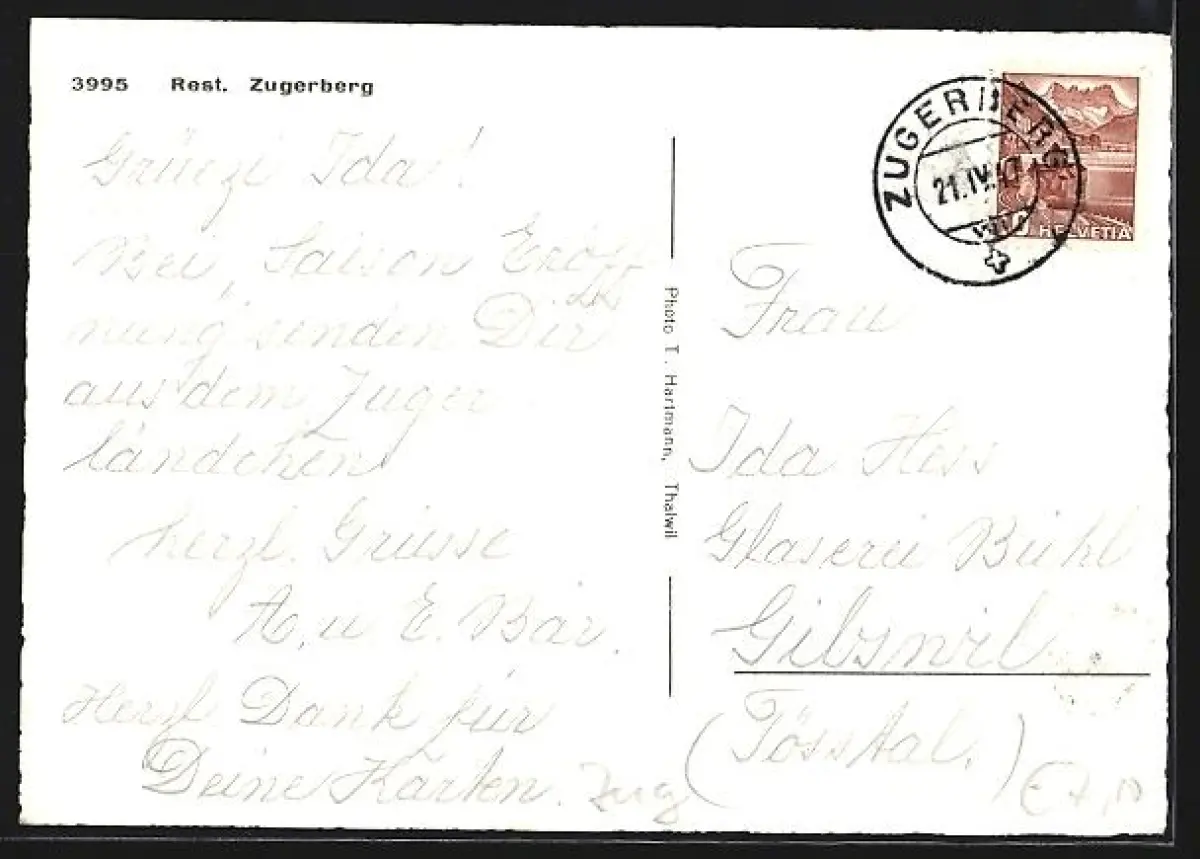 3995 Rest. Zugerberg
Grüezi Ida!
Bei Saison Eröff
nung senden Dir
aus dem Zuger
ländchen
herzl. Grüsse
A. u E. Bär.
Herzl Dank für
Deine Karten.
Zug
Photo T. Hartmann, Thalwil
ZUGERBERG
21.IV.47
HELVETIA
Frau
Ida Hess
Glaserei Bühl
Gibswil
(Tösstal.)